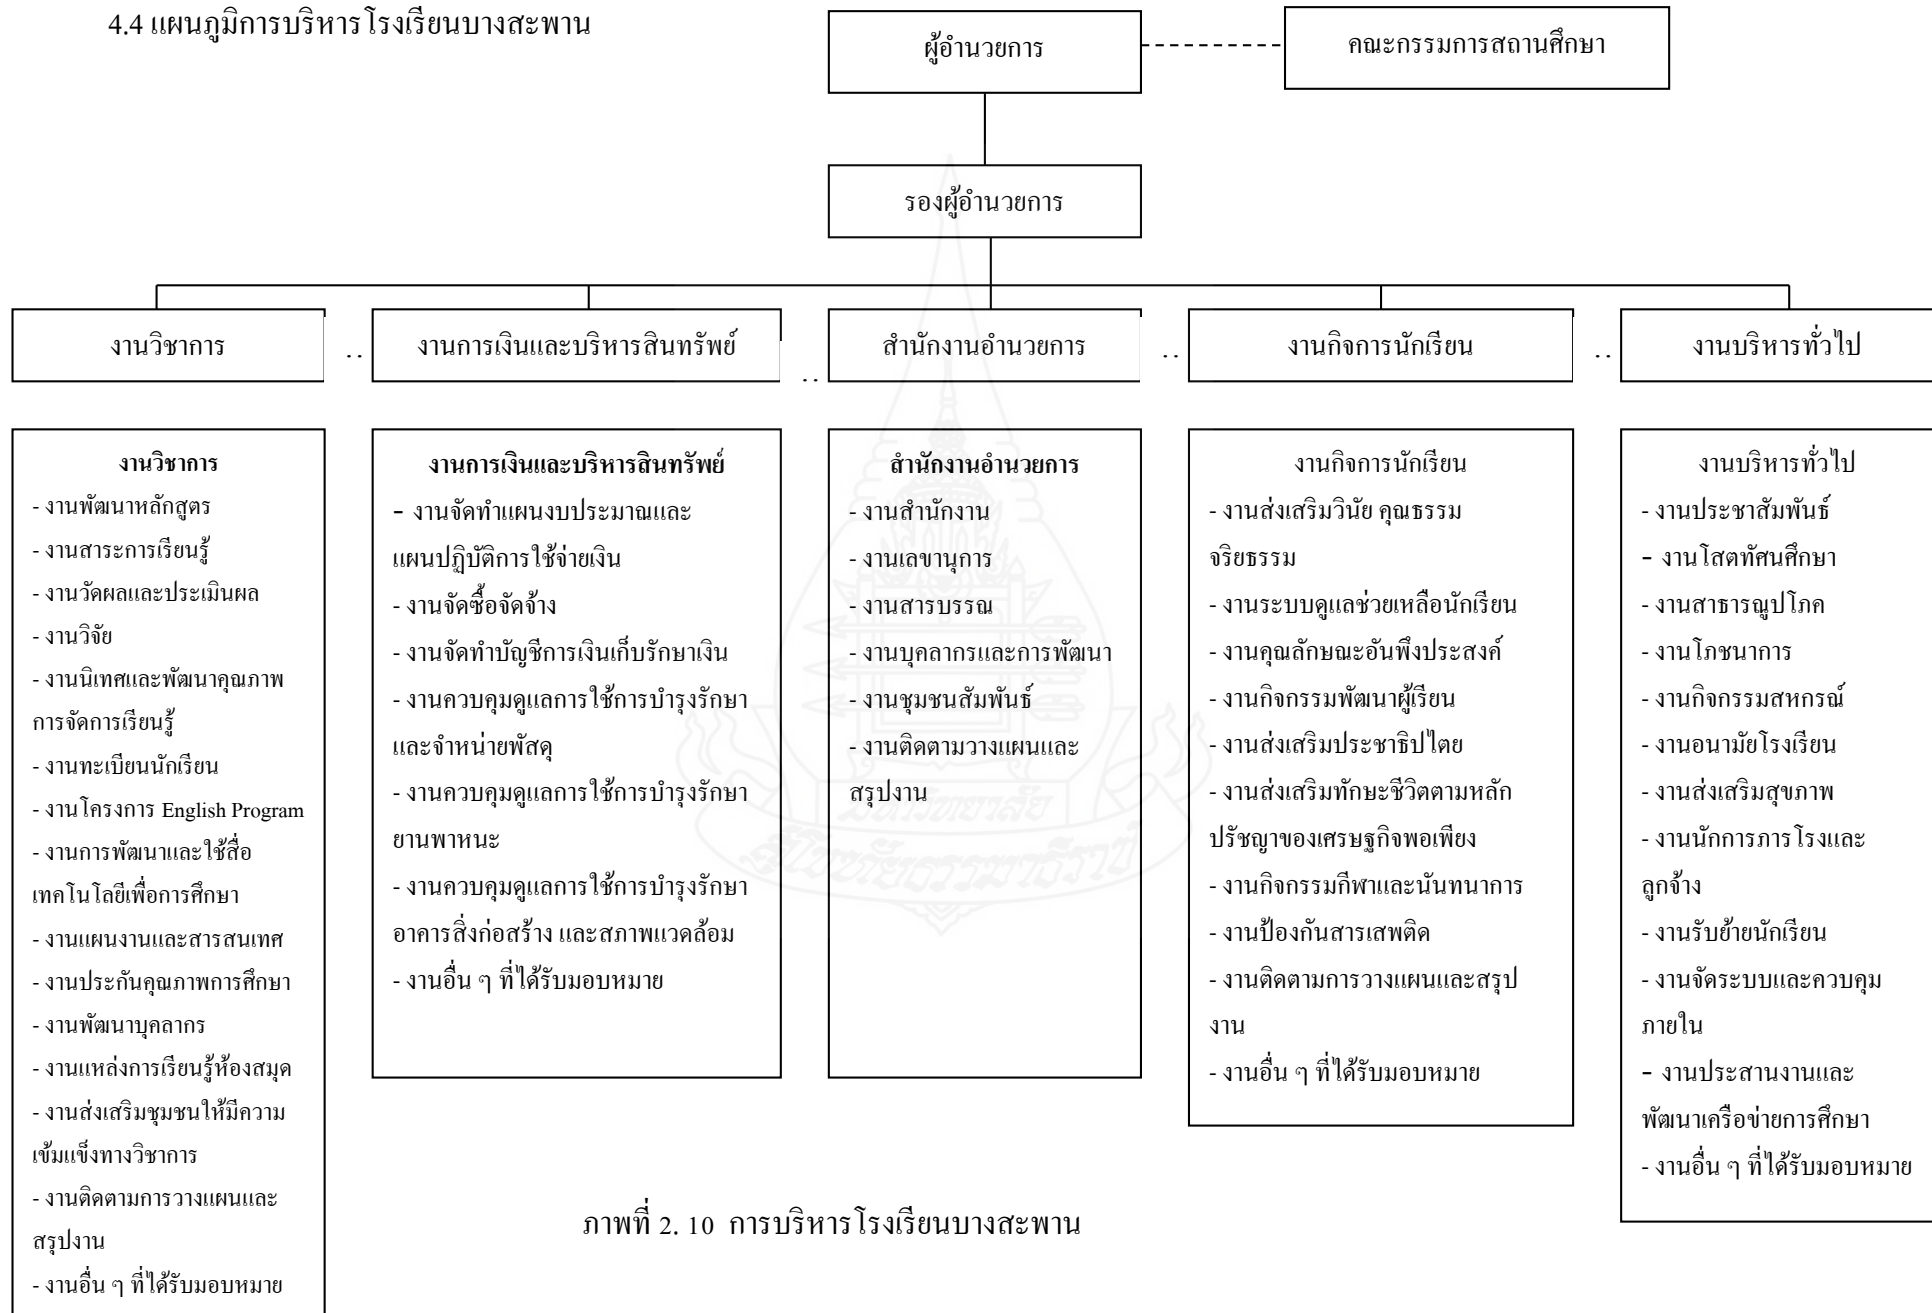 4.4 แผนภูมิการบริหารโรงเรียนบางสะพาน
ผู้อำนวยการ
คณะกรรมการสถานศึกษา
รองผู้อำนวยการ
งานวิชาการ
..
งานการเงินและบริหารสินทรัพย์
..
สำนักงานอำนวยการ
..
งานกิจการนักเรียน
..
งานบริหารทั่วไป
งานวิชาการ
- งานพัฒนาหลักสูตร
- งานสาระการเรียนรู้
- งานวัดผลและประเมินผล
- งานวิจัย
- งานนิเทศและพัฒนาคุณภาพ
การจัดการเรียนรู้
- งานทะเบียนนักเรียน
- งานโครงการ English Program
- งานการพัฒนาและใช้สื่อ
เทคโนโลยีเพื่อการศึกษา
- งานแผนงานและสารสนเทศ
- งานประกันคุณภาพการศึกษา
- งานพัฒนาบุคลากร
- งานแหล่งการเรียนรู้ห้องสมุด
- งานส่งเสริมชุมชนให้มีความ
เข้มแข็งทางวิชาการ
- งานติดตามการวางแผนและ
สรุปงาน
- งานอื่น ๆ ที่ได้รับมอบหมาย
งานการเงินและบริหารสินทรัพย์
- งานจัดทำแผนงบประมาณและ
แผนปฏิบัติการใช้จ่ายเงิน
- งานจัดซื้อจัดจ้าง
- งานจัดทำบัญชีการเงินเก็บรักษาเงิน
- งานควบคุมดูแลการใช้การบำรุงรักษา
และจำหน่ายพัสดุ
- งานควบคุมดูแลการใช้การบำรุงรักษา
ยานพาหนะ
- งานควบคุมดูแลการใช้การบำรุงรักษา
อาคารสิ่งก่อสร้าง และสภาพแวดล้อม
- งานอื่น ๆ ที่ได้รับมอบหมาย
สำนักงานอำนวยการ
- งานสำนักงาน
- งานเลขานุการ
- งานสารบรรณ
- งานบุคลากรและการพัฒนา
- งานชุมชนสัมพันธ์
- งานติดตามวางแผนและ
สรุปงาน
งานกิจการนักเรียน
- งานส่งเสริมวินัย คุณธรรม
จริยธรรม
- งานระบบดูแลช่วยเหลือนักเรียน
- งานคุณลักษณะอันพึงประสงค์
- งานกิจกรรมพัฒนาผู้เรียน
- งานส่งเสริมประชาธิปไตย
- งานส่งเสริมทักษะชีวิตตามหลัก
ปรัชญาของเศรษฐกิจพอเพียง
- งานกิจกรรมกีฬาและนันทนาการ
- งานป้องกันสารเสพติด
- งานติดตามการวางแผนและสรุป
งาน
- งานอื่น ๆ ที่ได้รับมอบหมาย
งานบริหารทั่วไป
- งานประชาสัมพันธ์
- งานโสตทัศนศึกษา
- งานสาธารณูปโภค
- งานโภชนาการ
- งานกิจกรรมสหกรณ์
- งานอนามัยโรงเรียน
- งานส่งเสริมสุขภาพ
- งานนักการภารโรงและ
ลูกจ้าง
- งานรับย้ายนักเรียน
- งานจัดระบบและควบคุม
ภายใน
- งานประสานงานและ
พัฒนาเครือข่ายการศึกษา
- งานอื่น ๆ ที่ได้รับมอบหมาย
มหาวิทยาลัย
สุโขทัยธรรมาธิราช
ภาพที่ 2. 10 การบริหารโรงเรียนบางสะพาน